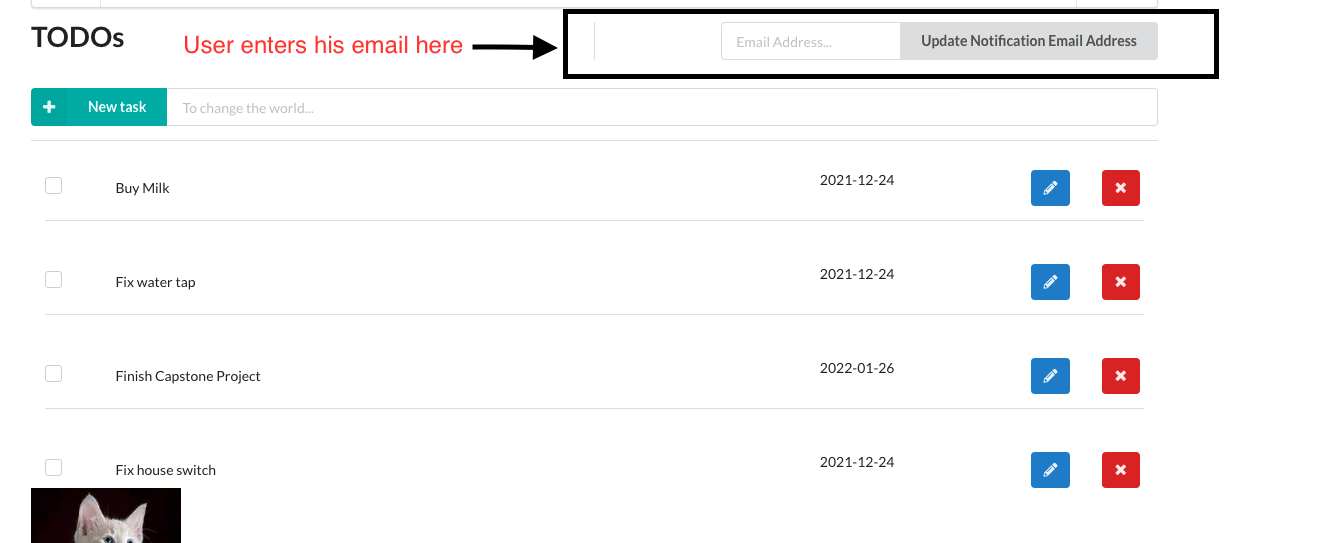 TODOs
User enters his email here
Email Address...
Update Notification Email Address
New task
To change the world...
Buy Milk
2021-12-24
Fix water tap
2021-12-24
Finish Capstone Project
2022-01-26
Fix house switch
2021-12-24